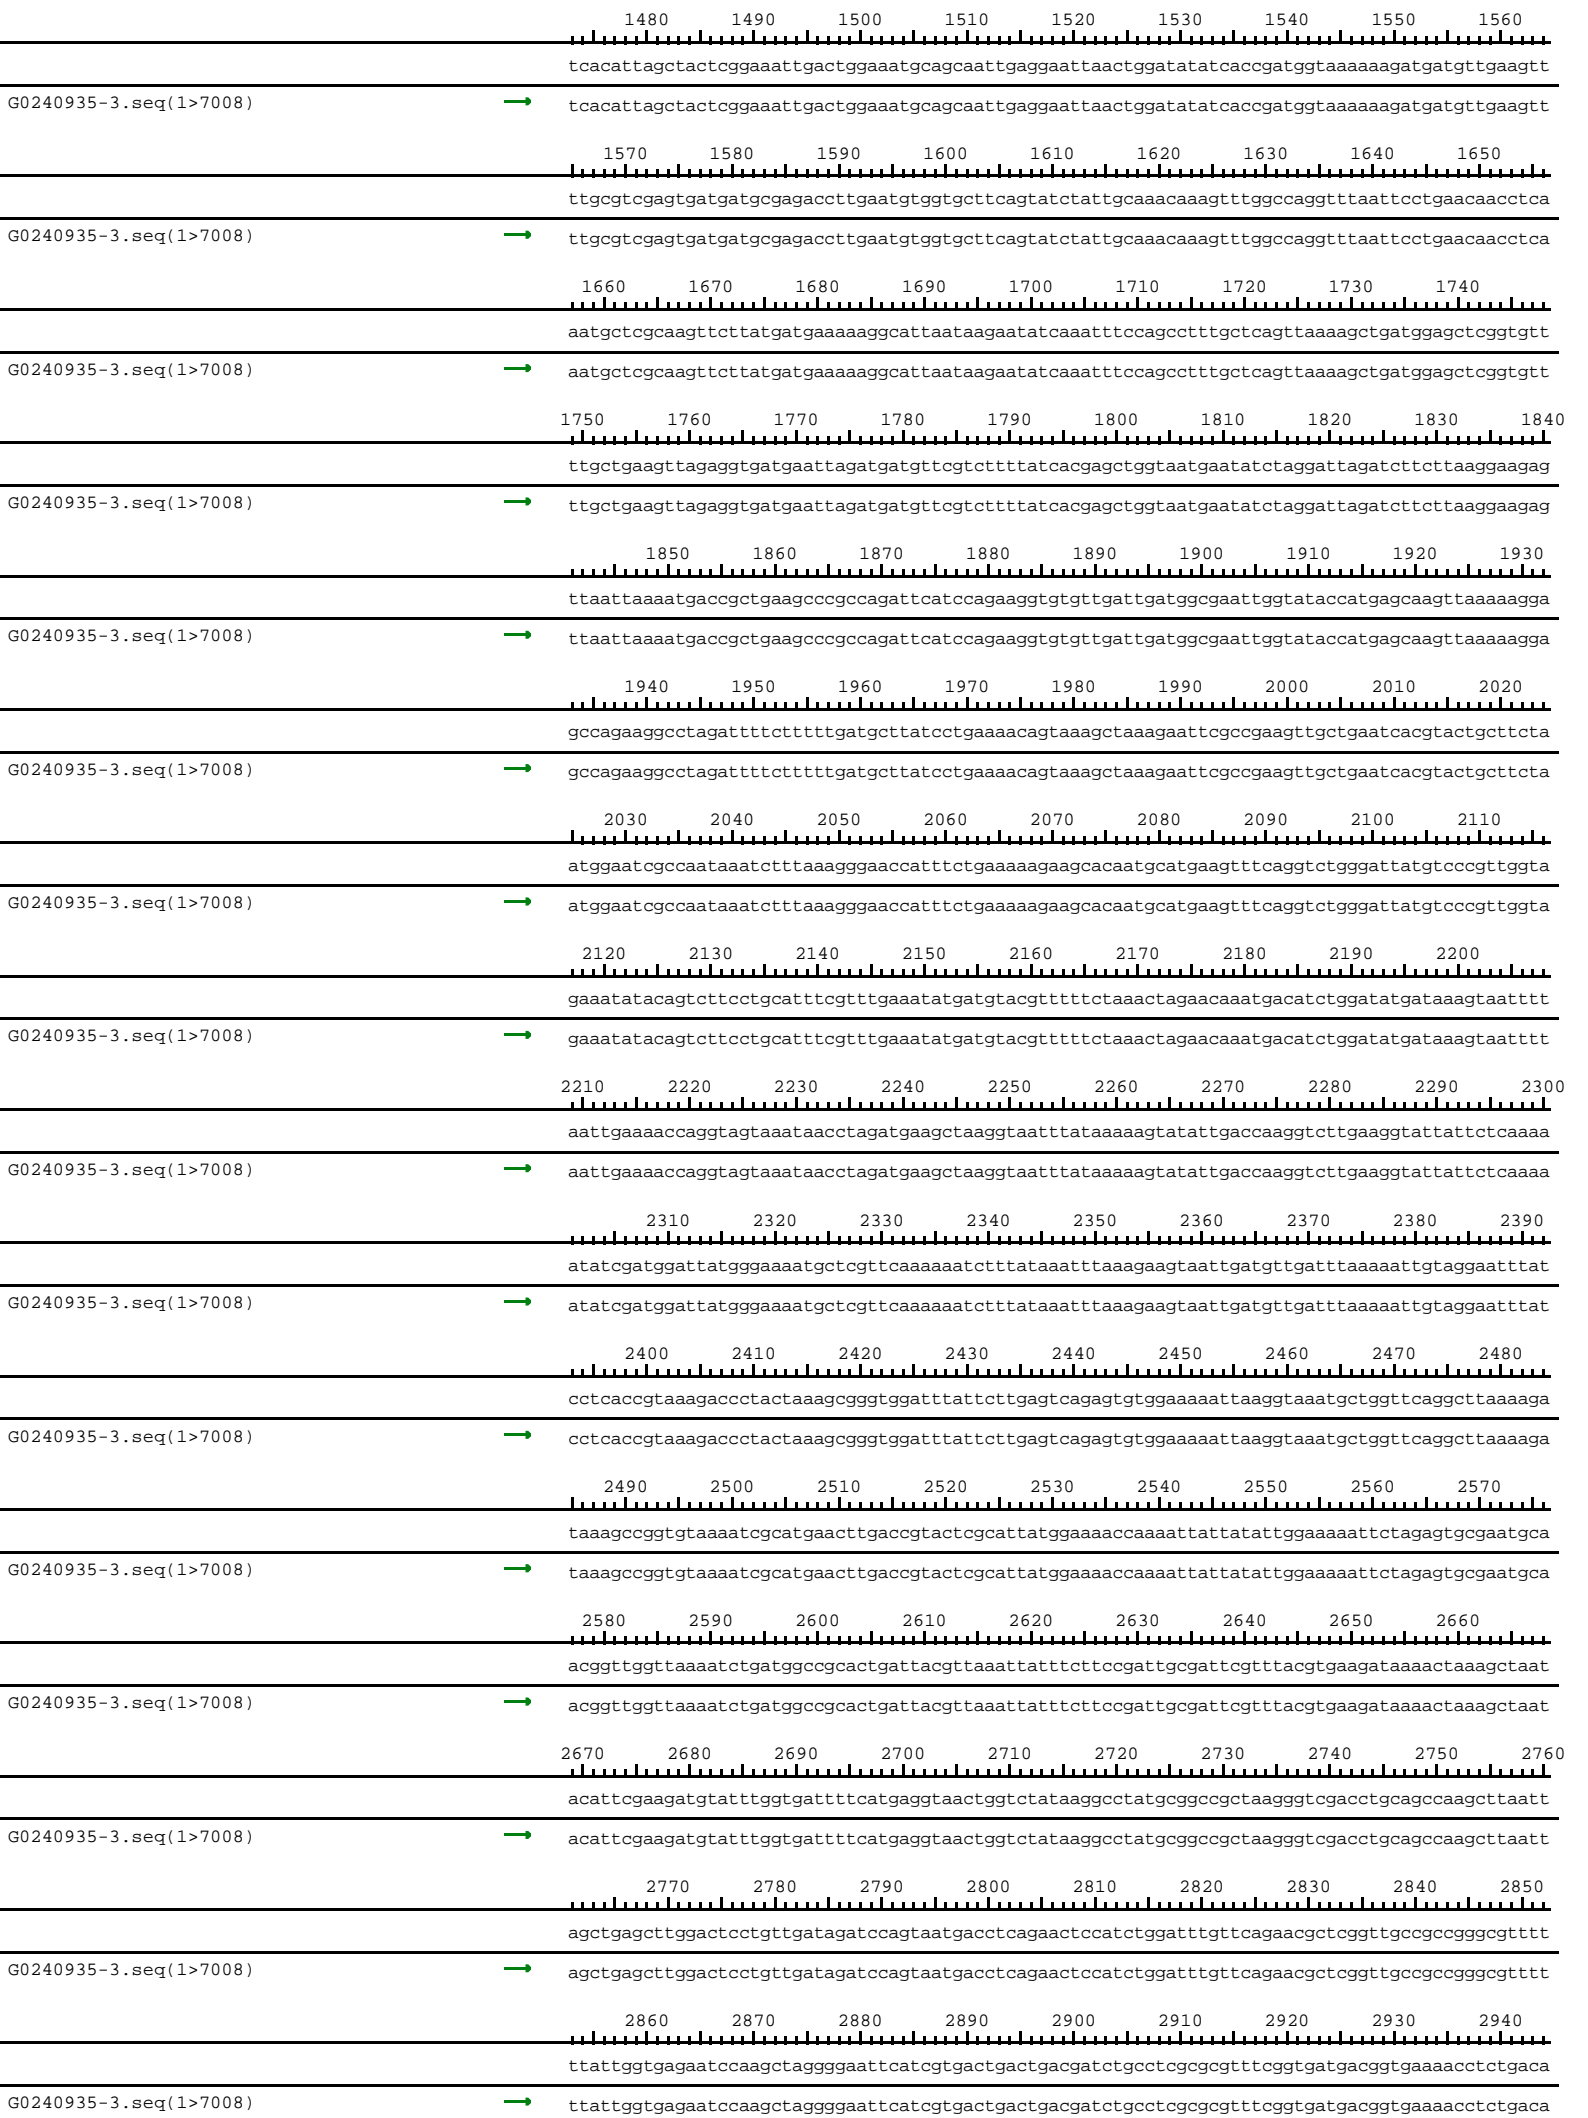 1480 1490 1500 1510 1520 1530 1540 1550 1560
tcacattagctactcggaaattgactggaaatgcagcaattgaggaattaactggatatatcaccgatggtaaaaaagatgatgttgaagtt
G0240935-3.seq(1>7008) tcacattagctactcggaaattgactggaaatgcagcaattgaggaattaactggatatatcaccgatggtaaaaaagatgatgttgaagtt
1570 1580 1590 1600 1610 1620 1630 1640 1650
ttgcgtcgagtgatgatgcgagaccttgaatgtggtgcttcagtatctattgcaaacaaagtttggccaggtttaattcctgaacaacctca
G0240935-3.seq(1>7008) ttgcgtcgagtgatgatgcgagaccttgaatgtggtgcttcagtatctattgcaaacaaagtttggccaggtttaattcctgaacaacctca
1660 1670 1680 1690 1700 1710 1720 1730 1740
aatgctcgcaagttcttatgatgaaaaaggcattaataagaatatcaaatttccagcctttgctcagttaaaagctgatggagctcggtgtt
G0240935-3.seq(1>7008) aatgctcgcaagttcttatgatgaaaaaggcattaataagaatatcaaatttccagcctttgctcagttaaaagctgatggagctcggtgtt
1750 1760 1770 1780 1790 1800 1810 1820 1830 1840
ttgctgaagttagaggtgatgaattagatgatgttcgtcttttatcacgagctggtaatgaatatctaggattagatcttcttaaggaagag
G0240935-3.seq(1>7008) ttgctgaagttagaggtgatgaattagatgatgttcgtcttttatcacgagctggtaatgaatatctaggattagatcttcttaaggaagag
1850 1860 1870 1880 1890 1900 1910 1920 1930
ttaattaaaatgaccgctgaagcccgccagattcatccagaaggtgtgttgattgatggcgaattggtataccatgagcaagttaaaaagga
G0240935-3.seq(1>7008) ttaattaaaatgaccgctgaagcccgccagattcatccagaaggtgtgttgattgatggcgaattggtataccatgagcaagttaaaaagga
1940 1950 1960 1970 1980 1990 2000 2010 2020
gccagaaggcctagattttctttttgatgcttatcctgaaaacagtaaagctaaagaattcgccgaagttgctgaatcacgtactgcttcta
G0240935-3.seq(1>7008) gccagaaggcctagattttctttttgatgcttatcctgaaaacagtaaagctaaagaattcgccgaagttgctgaatcacgtactgcttcta
2030 2040 2050 2060 2070 2080 2090 2100 2110
atggaatcgccaataaatctttaaagggaaccatttctgaaaaagaagcacaatgcatgaagtttcaggtctgggattatgtcccgttggta
G0240935-3.seq(1>7008) atggaatcgccaataaatctttaaagggaaccatttctgaaaaagaagcacaatgcatgaagtttcaggtctgggattatgtcccgttggta
2120 2130 2140 2150 2160 2170 2180 2190 2200
gaaatatacagtcttcctgcatttcgtttgaaatatgatgtacgtttttctaaactagaacaaatgacatctggatatgataaagtaatttt
G0240935-3.seq(1>7008) gaaatatacagtcttcctgcatttcgtttgaaatatgatgtacgtttttctaaactagaacaaatgacatctggatatgataaagtaatttt
2210 2220 2230 2240 2250 2260 2270 2280 2290 2300
aattgaaaaccaggtagtaaataacctagatgaagctaaggtaatttataaaaagtatattgaccaaggtcttgaaggtattattctcaaaa
G0240935-3.seq(1>7008) aattgaaaaccaggtagtaaataacctagatgaagctaaggtaatttataaaaagtatattgaccaaggtcttgaaggtattattctcaaaa
2310 2320 2330 2340 2350 2360 2370 2380 2390
atatcgatggattatgggaaaatgctcgttcaaaaaatctttataaatttaaagaagtaattgatgttgatttaaaaattgtaggaatttat
G0240935-3.seq(1>7008) atatcgatggattatgggaaaatgctcgttcaaaaaatctttataaatttaaagaagtaattgatgttgatttaaaaattgtaggaatttat
2400 2410 2420 2430 2440 2450 2460 2470 2480
cctcaccgtaaagaccctactaaagcgggtggatttattcttgagtcagagtgtggaaaaattaaggtaaatgctggttcaggcttaaaaga
G0240935-3.seq(1>7008) cctcaccgtaaagaccctactaaagcgggtggatttattcttgagtcagagtgtggaaaaattaaggtaaatgctggttcaggcttaaaaga
2490 2500 2510 2520 2530 2540 2550 2560 2570
taaagccggtgtaaaatcgcatgaacttgaccgtactcgcattatggaaaaccaaaattattatattggaaaaattctagagtgcgaatgca
G0240935-3.seq(1>7008) taaagccggtgtaaaatcgcatgaacttgaccgtactcgcattatggaaaaccaaaattattatattggaaaaattctagagtgcgaatgca
2580 2590 2600 2610 2620 2630 2640 2650 2660
acggttggttaaaatctgatggccgcactgattacgttaaattatttcttccgattgcgattcgtttacgtgaagataaaactaaagctaat
G0240935-3.seq(1>7008) acggttggttaaaatctgatggccgcactgattacgttaaattatttcttccgattgcgattcgtttacgtgaagataaaactaaagctaat
2670 2680 2690 2700 2710 2720 2730 2740 2750 2760
acattcgaagatgtatttggtgattttcatgaggtaactggtctataaggcctatgcggccgctaagggtcgacctgcagccaagcttaatt
G0240935-3.seq(1>7008) acattcgaagatgtatttggtgattttcatgaggtaactggtctataaggcctatgcggccgctaagggtcgacctgcagccaagcttaatt
2770 2780 2790 2800 2810 2820 2830 2840 2850
agctgagcttggactcctgttgatagatccagtaatgacctcagaactccatctggatttgttcagaacgctcggttgccgccgggcgtttt
G0240935-3.seq(1>7008) agctgagcttggactcctgttgatagatccagtaatgacctcagaactccatctggatttgttcagaacgctcggttgccgccgggcgtttt
2860 2870 2880 2890 2900 2910 2920 2930 2940
ttattggtgagaatccaagctaggggaattcatcgtgactgactgacgatctgcctcgcgcgtttcggtgatgacggtgaaaacctctgaca
G0240935-3.seq(1>7008) ttattggtgagaatccaagctaggggaattcatcgtgactgactgacgatctgcctcgcgcgtttcggtgatgacggtgaaaacctctgaca